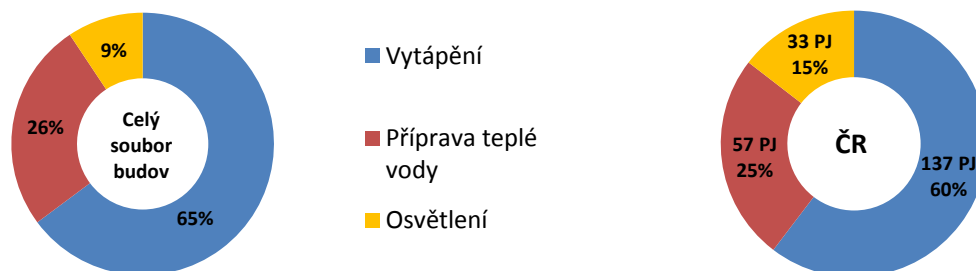 9%
26%
Celý
soubor
budov
65%
Vytápění
Příprava teplé
vody
Osvětlení
33 PJ
15%
57 PJ
25%
ČR
137 PJ
60%